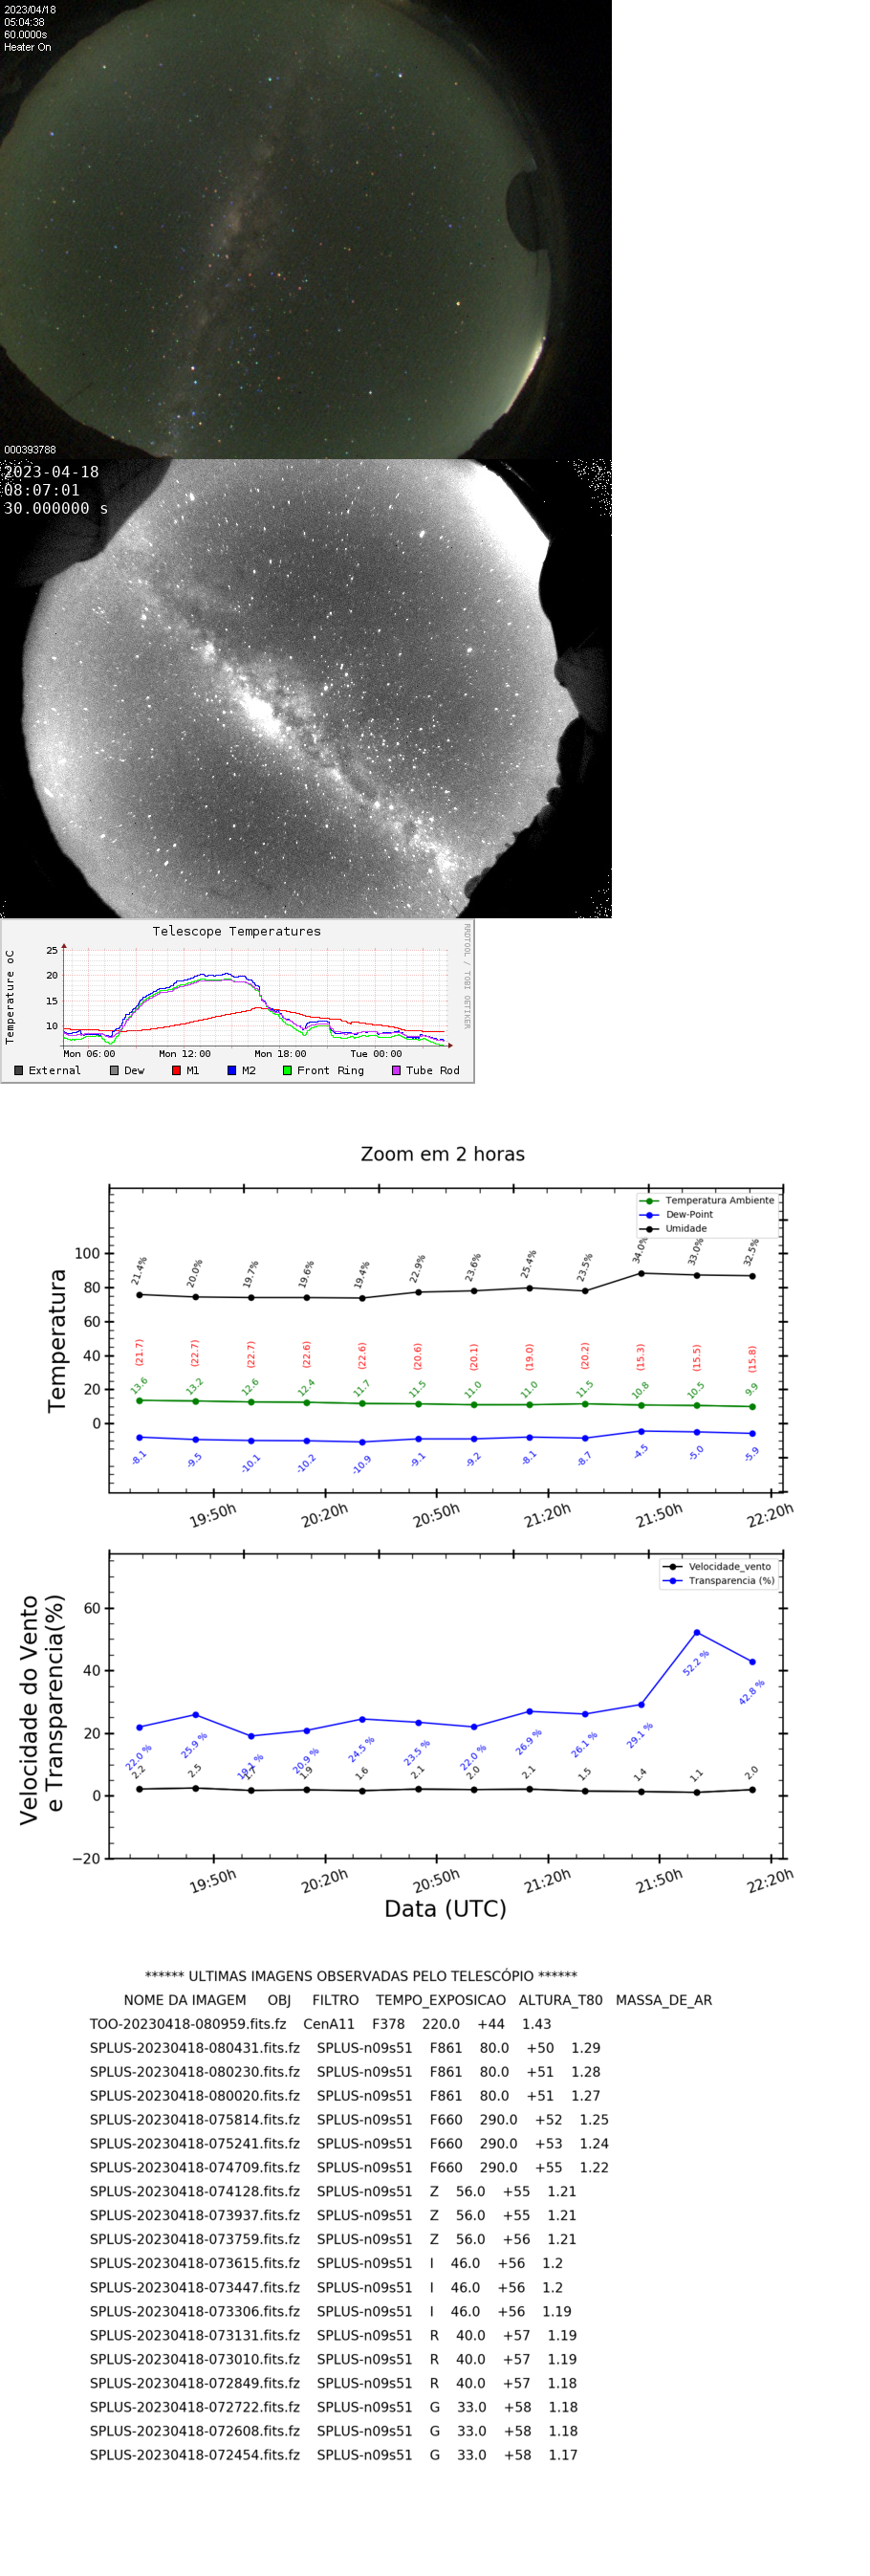 2023/04/18
05:04:38
60.0000s
Heater On
000393788
2023-04-18
08:07:01
30.000000 s
Telescope Temperatures
RRDTOOL / TOBI OETIKER
Temperature oC
25
20
15
10
Mon 06:00 Mon 12:00 Mon 18:00 Tue 00:00
External Dew M1 M2 Front Ring Tube Rod
Zoom em 2 horas
Temperatura Ambiente
Dew-Point
Umidade
Temperatura
100
80
60
40
20
0
21.4% 20.0% 19.7% 19.6% 19.4% 22.9% 23.6% 25.4% 23.5% 34.0% 33.0% 32.5%
(21.7) (22.7) (22.7) (22.6) (22.6) (20.6) (20.1) (19.0) (20.2) (15.3) (15.5) (15.8)
13.6 13.2 12.6 12.4 11.7 11.5 11.0 11.0 11.5 10.8 10.5 9.9
-8.1 -9.5 -10.1 -10.2 -10.9 -9.1 -9.2 -8.1 -8.7 -4.5 -5.0 -5.9
19:50h 20:20h 20:50h 21:20h 21:50h 22:20h
Velocidade_vento
Transparencia (%)
Velocidade do Vento
e Transparencia(%)
60
40
20
0
−20
22.0 % 25.9 % 19.1 % 20.9 % 24.5 % 23.5 % 22.0 % 26.9 % 26.1 % 29.1 % 52.2 % 42.8 %
2.2 2.5 1.7 1.9 1.6 2.1 2.0 2.1 1.5 1.4 1.1 2.0
19:50h 20:20h 20:50h 21:20h 21:50h 22:20h
Data (UTC)
****** ULTIMAS IMAGENS OBSERVADAS PELO TELESCÓPIO ******
NOME DA IMAGEM OBJ FILTRO TEMPO_EXPOSICAO ALTURA_T80 MASSA_DE_AR
TOO-20230418-080959.fits.fz CenA11 F378 220.0 +44 1.43
SPLUS-20230418-080431.fits.fz SPLUS-n09s51 F861 80.0 +50 1.29
SPLUS-20230418-080230.fits.fz SPLUS-n09s51 F861 80.0 +51 1.28
SPLUS-20230418-080020.fits.fz SPLUS-n09s51 F861 80.0 +51 1.27
SPLUS-20230418-075814.fits.fz SPLUS-n09s51 F660 290.0 +52 1.25
SPLUS-20230418-075241.fits.fz SPLUS-n09s51 F660 290.0 +53 1.24
SPLUS-20230418-074709.fits.fz SPLUS-n09s51 F660 290.0 +55 1.22
SPLUS-20230418-074128.fits.fz SPLUS-n09s51 Z 56.0 +55 1.21
SPLUS-20230418-073937.fits.fz SPLUS-n09s51 Z 56.0 +55 1.21
SPLUS-20230418-073759.fits.fz SPLUS-n09s51 Z 56.0 +56 1.21
SPLUS-20230418-073615.fits.fz SPLUS-n09s51 I 46.0 +56 1.2
SPLUS-20230418-073447.fits.fz SPLUS-n09s51 I 46.0 +56 1.2
SPLUS-20230418-073306.fits.fz SPLUS-n09s51 I 46.0 +56 1.19
SPLUS-20230418-073131.fits.fz SPLUS-n09s51 R 40.0 +57 1.19
SPLUS-20230418-073010.fits.fz SPLUS-n09s51 R 40.0 +57 1.19
SPLUS-20230418-072849.fits.fz SPLUS-n09s51 R 40.0 +57 1.18
SPLUS-20230418-072722.fits.fz SPLUS-n09s51 G 33.0 +58 1.18
SPLUS-20230418-072608.fits.fz SPLUS-n09s51 G 33.0 +58 1.18
SPLUS-20230418-072454.fits.fz SPLUS-n09s51 G 33.0 +58 1.17